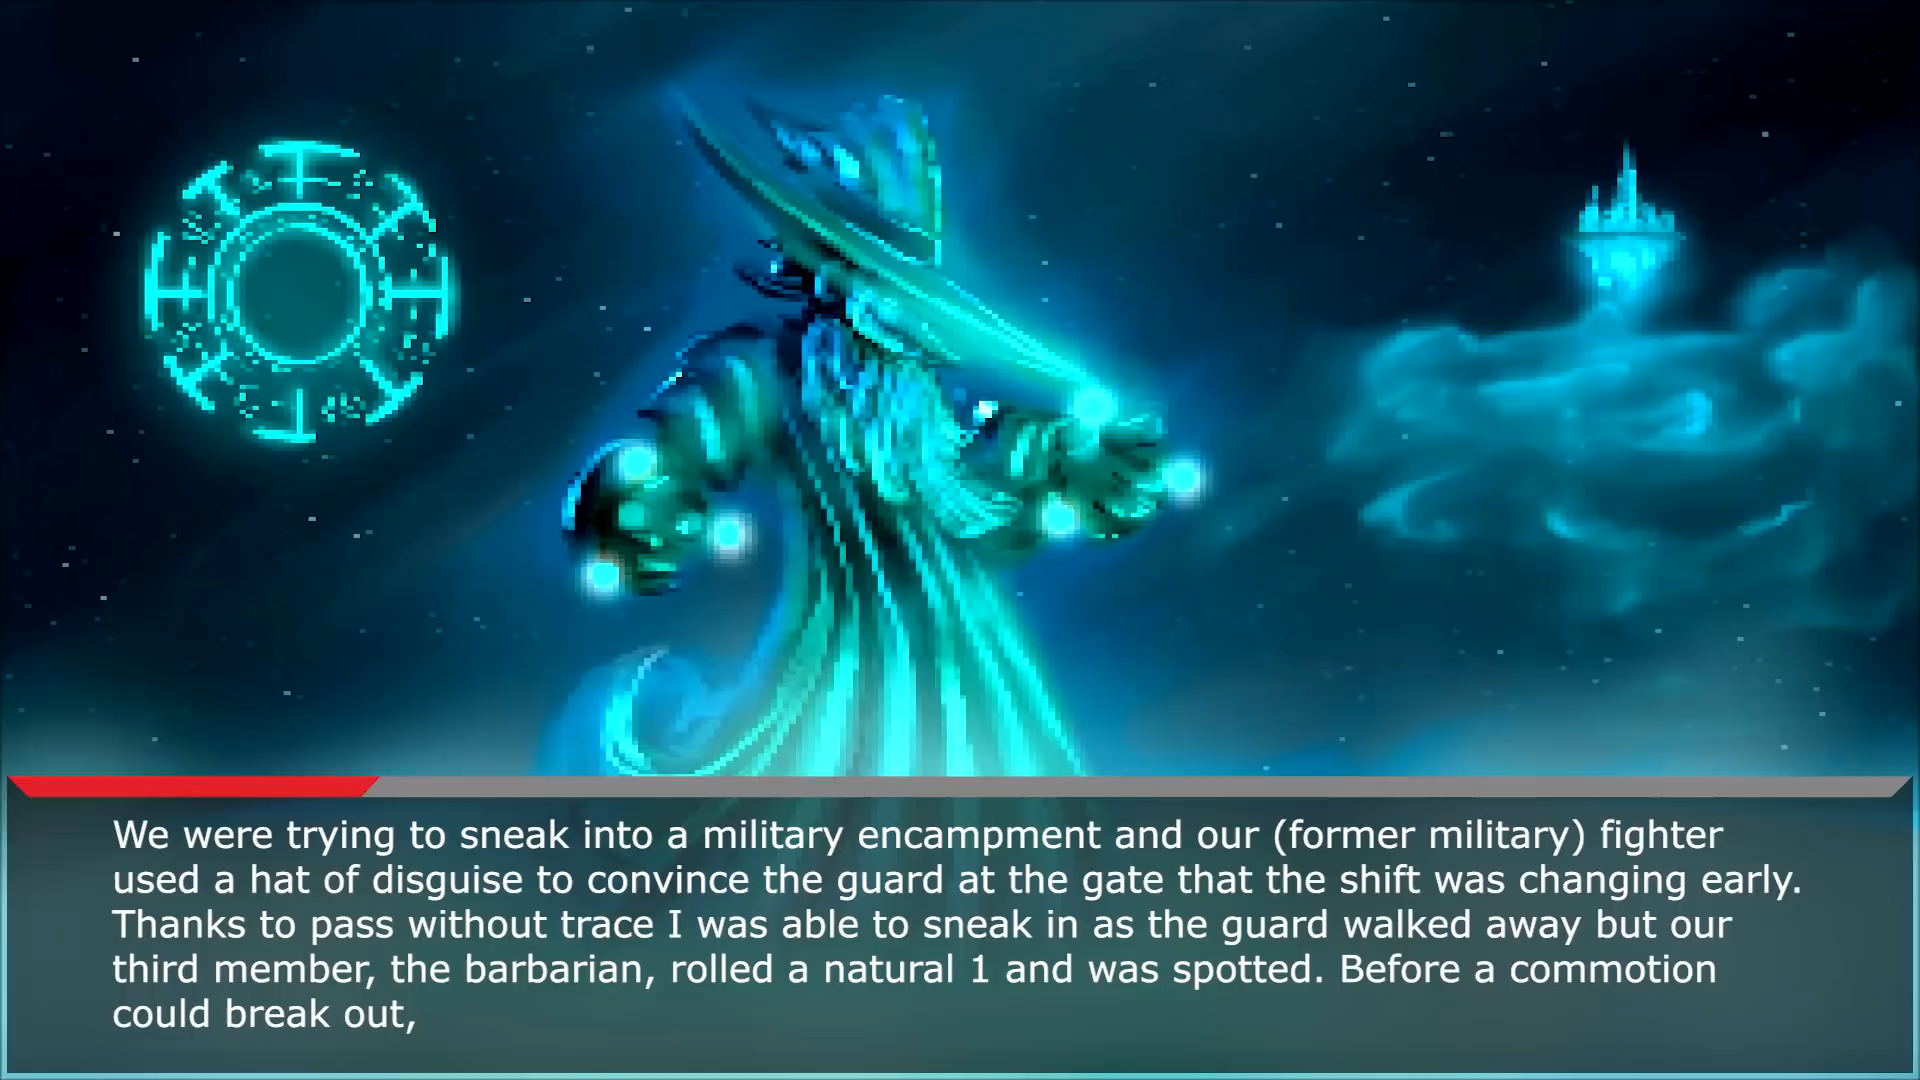 We were trying to sneak into a military encampment and our (former military) fighter
used a hat of disguise to convince the guard at the gate that the shift was changing early.
Thanks to pass without trace I was able to sneak in as the guard walked away but our
third member, the barbarian, rolled a natural 1 and was spotted. Before a commotion
could break out,